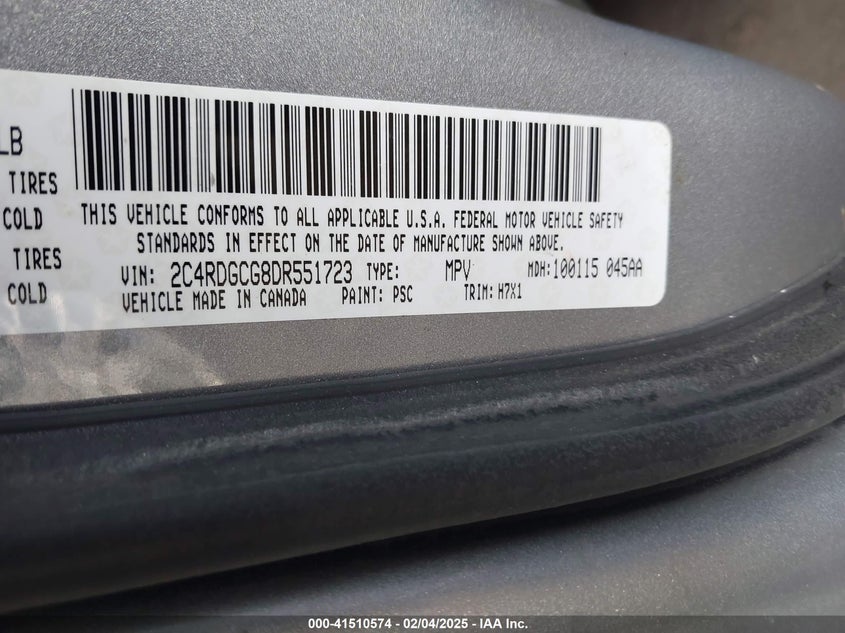 LB
TIRES
COLD
TIRES
COLD
THIS VEHICLE CONFORMS TO ALL APPLICABLE U.S.A. FEDERAL MOTOR VEHICLE SAFETY
STANDARDS IN EFFECT ON THE DATE OF MANUFACTURE SHOWN ABOVE.
VIN: 2C4RDGCG8DR551723 TYPE: MPV MDH:100115 045AA
VEHICLE MADE IN CANADA PAINT: PSC TRIM: H7X1
000-41510574 - 02/04/2025 - IAA Inc.